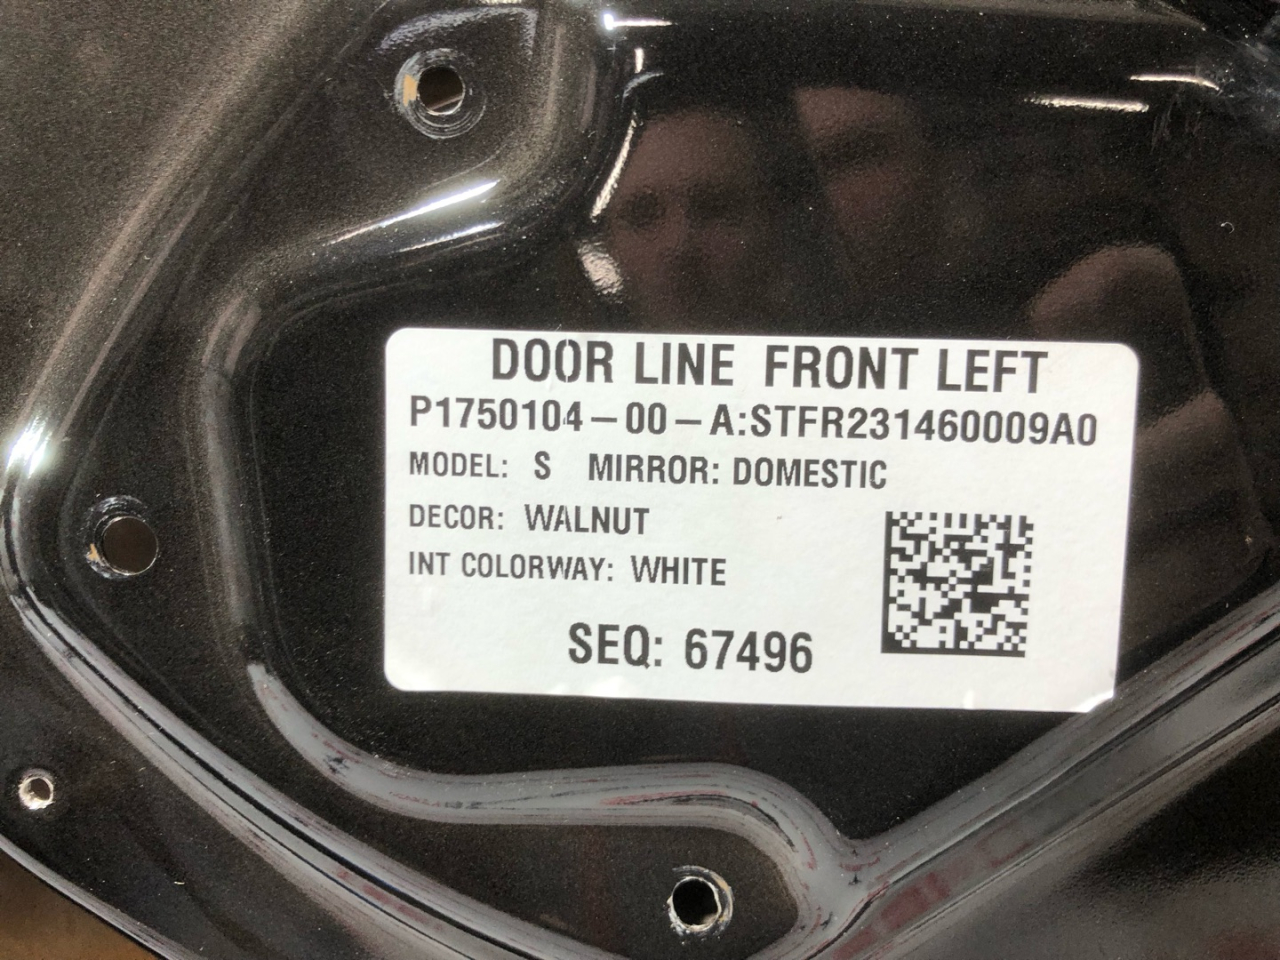 DOOR LINE FRONT LEFT
P1750104-00-A:STFR231460009A0
MODEL: S MIRROR: DOMESTIC
DECOR: WALNUT
INT COLORWAY: WHITE
SEQ: 67496